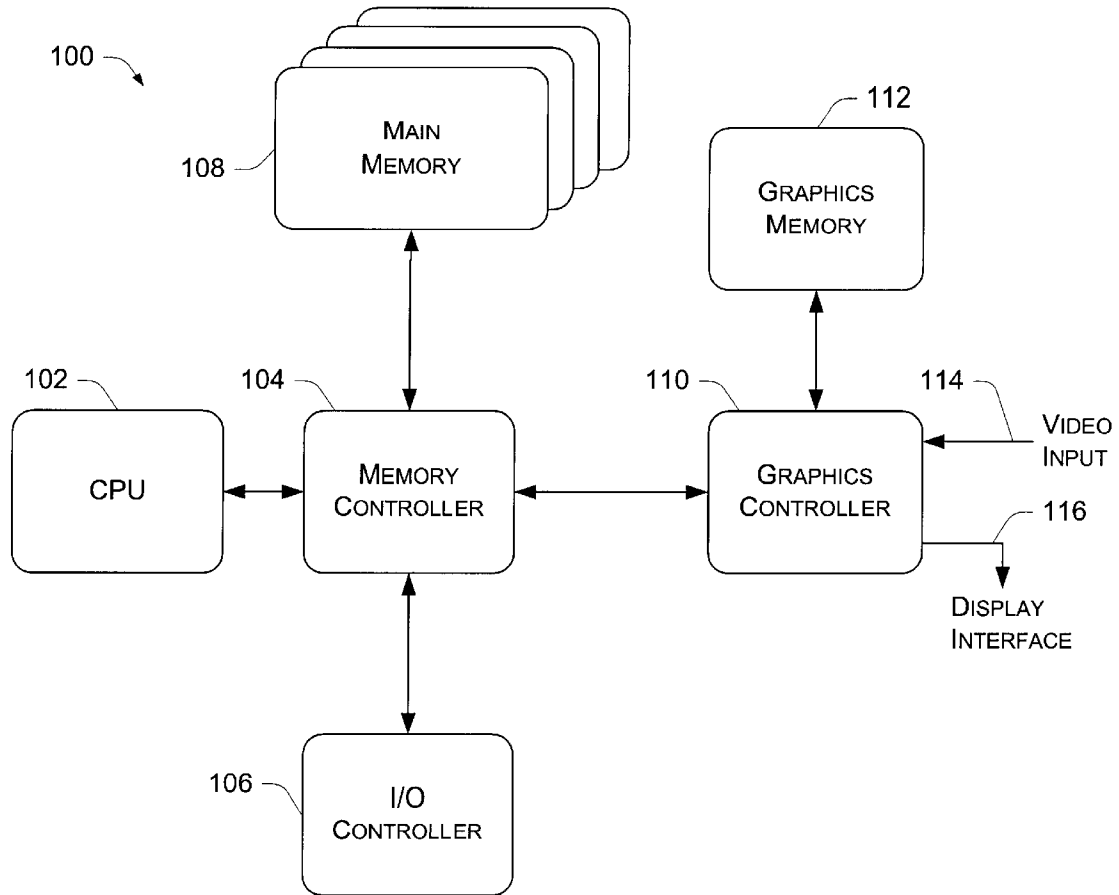 100
MAIN
MEMORY
108
112
GRAPHICS
MEMORY
102
CPU
104
MEMORY
CONTROLLER
110
GRAPHICS
CONTROLLER
114
VIDEO
INPUT
116
DISPLAY
INTERFACE
106
I/O
CONTROLLER